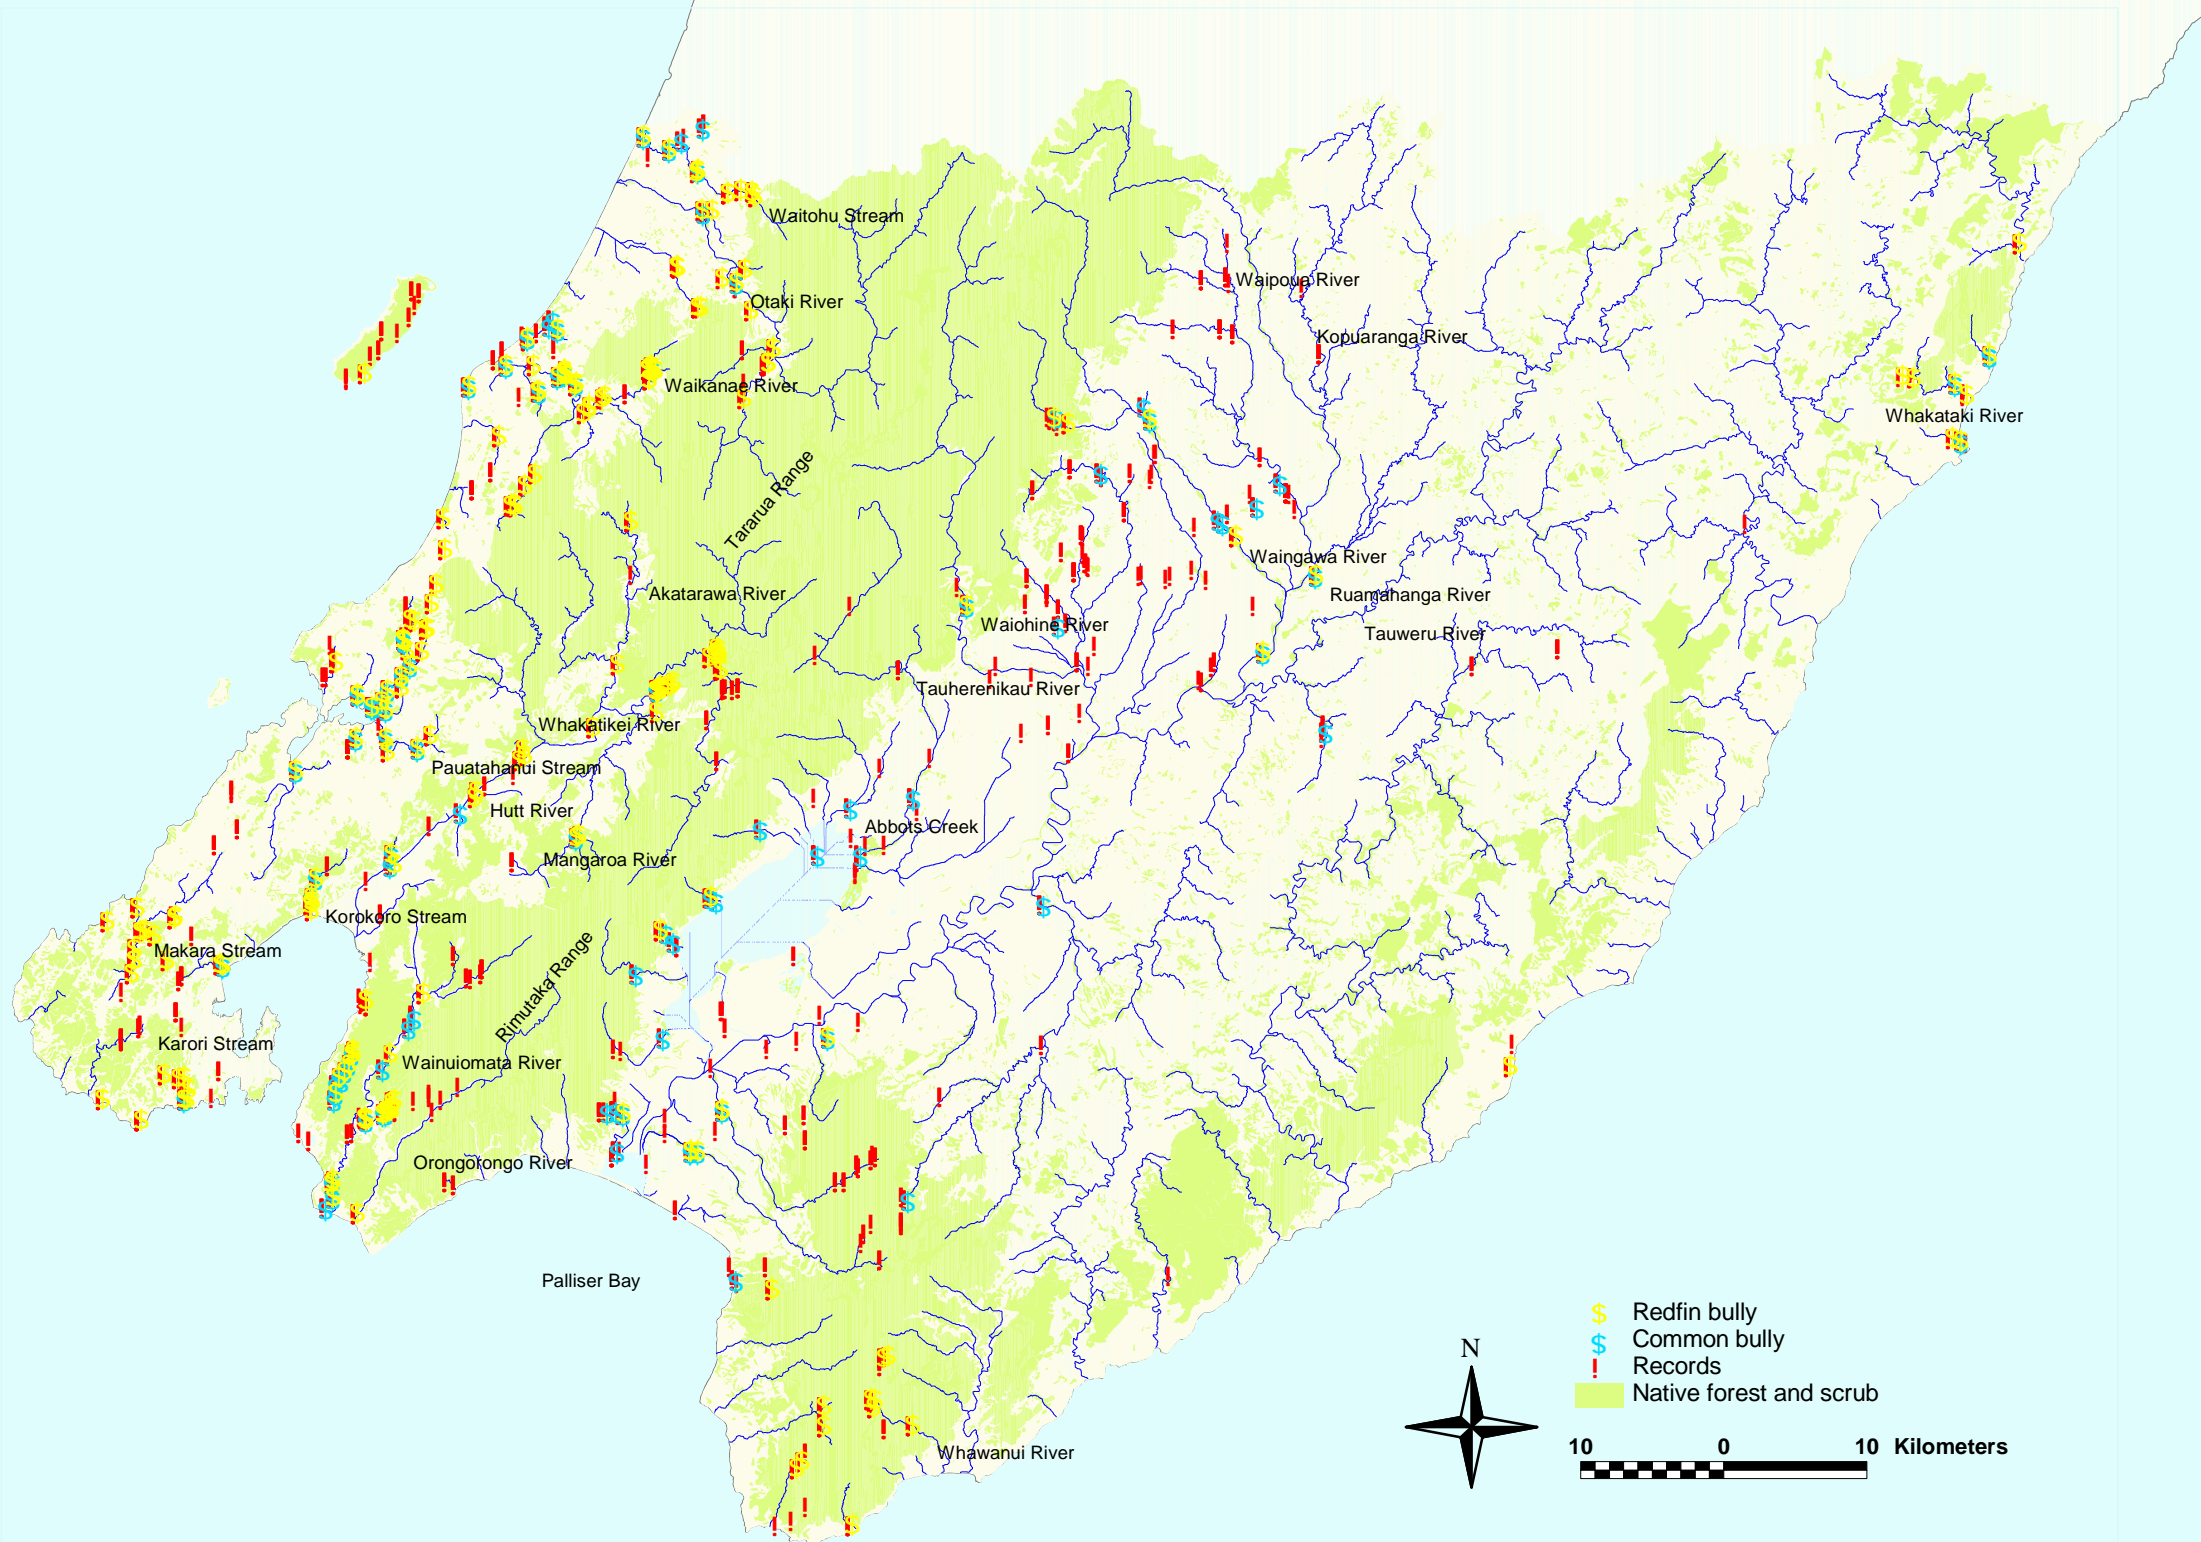 Waitohu Stream
Waipoua River
Otaki River
Kopuaranga River
Waikanae River
Whakataki River
Tararua Range
Waingawa River
Akatarawa River
Ruamahanga River
Waiohine River
Tauweru River
Tauherenikau River
Whakatikei River
Pauatahanui Stream
Hutt River
Abbots Creek
Mangaroa River
Korokoro Stream
Makara Stream
Rimutaka Range
Karori Stream
Wainuiomata River
Orongorongo River
Palliser Bay
$ Redfin bully
$ Common bully
! Records
Native forest and scrub
N
10 0 10 Kilometers
Whawanui River